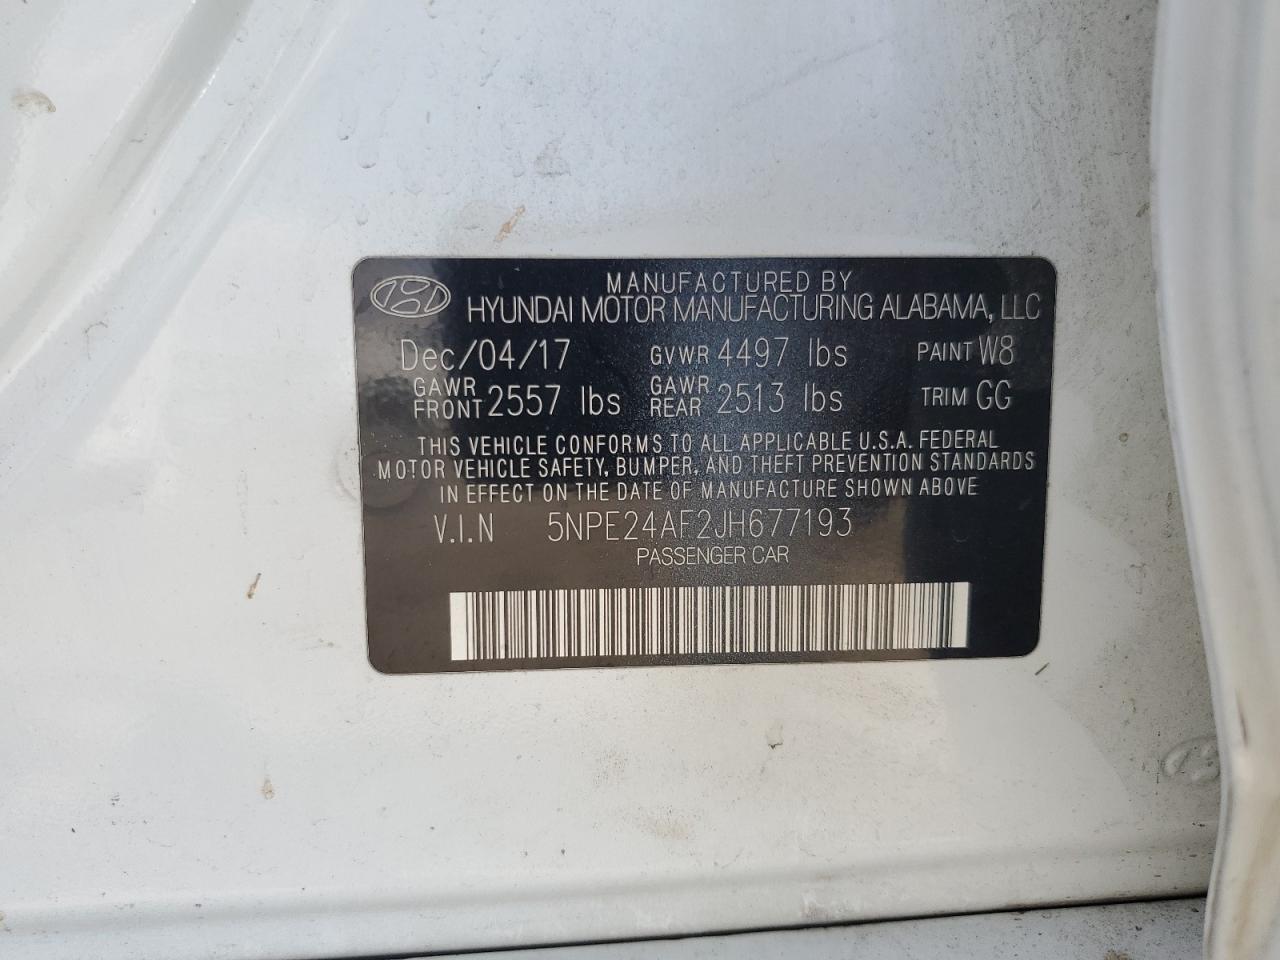 MANUFACTURED BY
HYUNDAI MOTOR MANUFACTURING ALABAMA, LLC
Dec/04/17 GVWR 4497 lbs PAINT W8
GAWR FRONT 2557 lbs GAWR REAR 2513 lbs TRIM GG
THIS VEHICLE CONFORMS TO ALL APPLICABLE U.S.A. FEDERAL
MOTOR VEHICLE SAFETY, BUMPER, AND THEFT PREVENTION STANDARDS
IN EFFECT ON THE DATE OF MANUFACTURE SHOWN ABOVE
V.I.N 5NPE24AF2JH677193
PASSENGER CAR